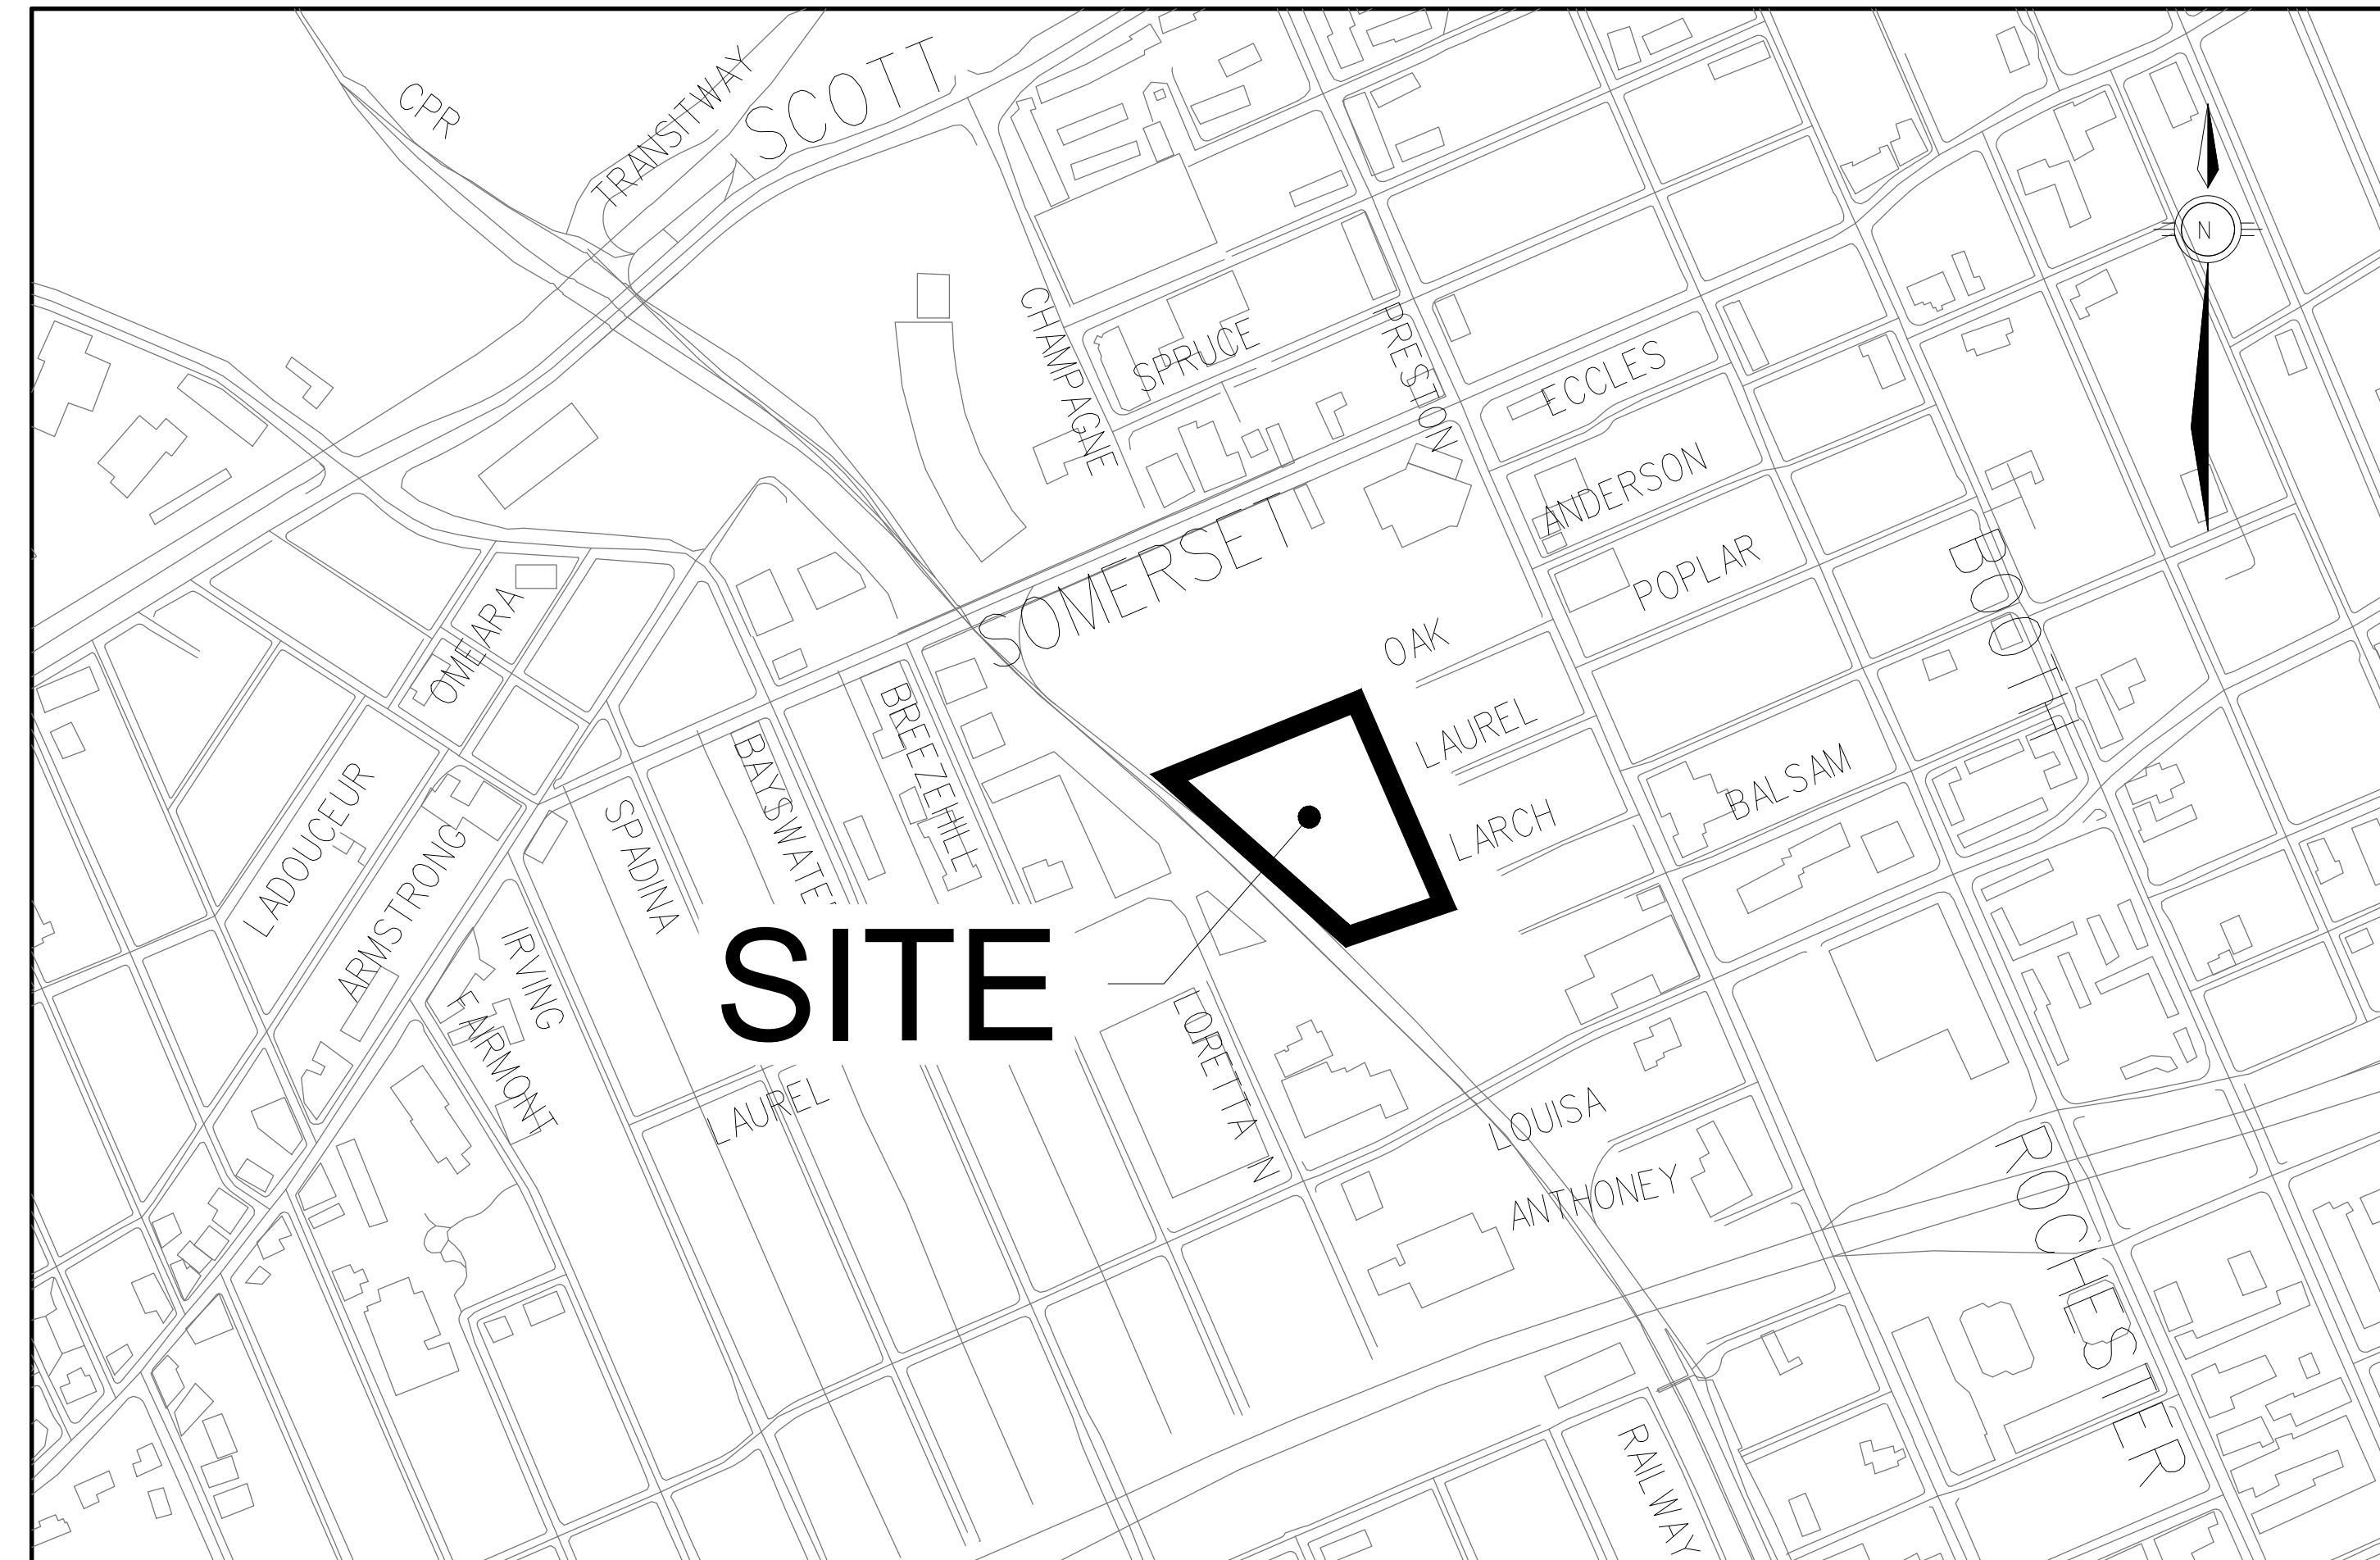 CPR
TRANSITWAY
SCOTT
N
CHAMPAGNE
SPRUCE
PRESTON
ECCLES
ANDERSON
POPLAR
BOOTH
SOMERSET
OAK
OMEARA
LAUREL
BREEZEHILL
BAYSWATE
LADOUCEUR
ARMSTRONG
SPADINA
LARCH
BALSAM
SITE
IRVING
FAIRMONT
LAUREL
LORETTA N
LOUISA
ANTHONEY
ROCHESTER
RAILWAY